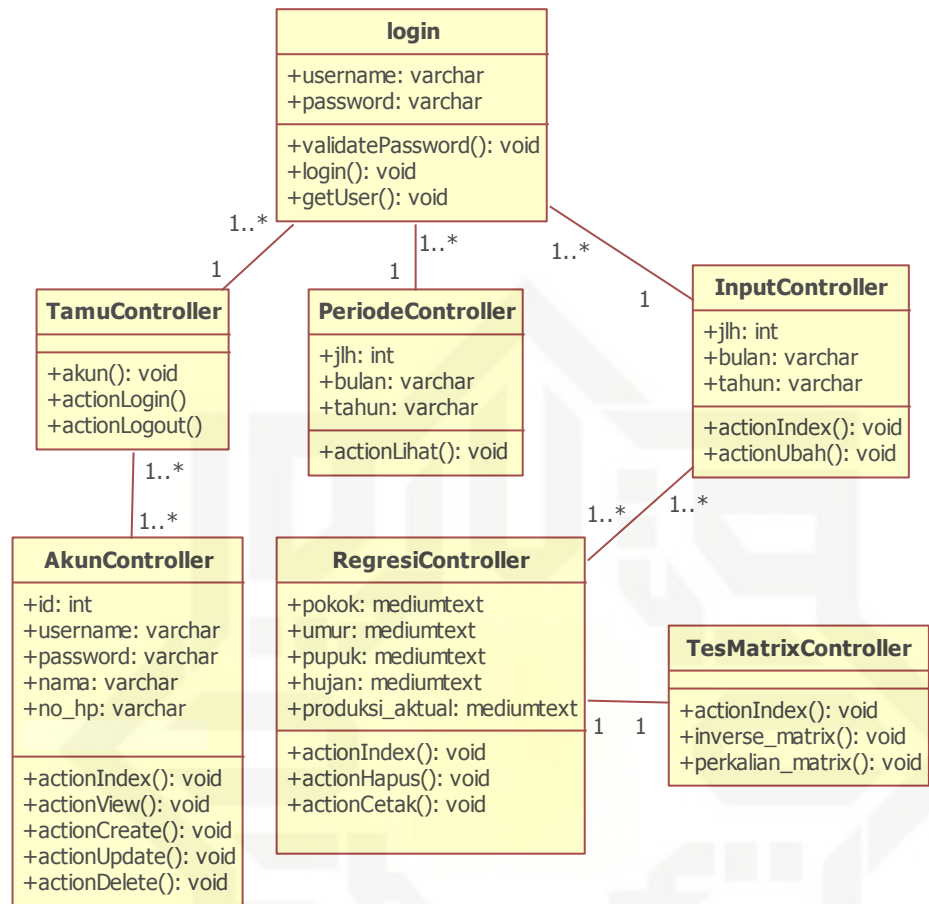 login
+username: varchar
+password: varchar
+validatePassword(): void
+login(): void
+getUser(): void
1..*
1
1..*
1
1..*
1
TamuController
+akun(): void
+actionLogin()
+actionLogout()
PeriodeController
+jlh: int
+bulan: varchar
+tahun: varchar
+actionLihat(): void
InputController
+jlh: int
+bulan: varchar
+tahun: varchar
+actionIndex(): void
+actionUbah(): void
1..*
1..*
1..*
1..*
AkunController
+id: int
+username: varchar
+password: varchar
+nama: varchar
+no_hp: varchar
+actionIndex(): void
+actionView(): void
+actionCreate(): void
+actionUpdate(): void
+actionDelete(): void
RegresiController
+pokok: mediumtext
+umur: mediumtext
+pupuk: mediumtext
+hujan: mediumtext
+produksi_aktual: mediumtext
+actionIndex(): void
+actionHapus(): void
+actionCetak(): void
1
1
TesMatrixController
+actionIndex(): void
+inverse_matrix(): void
+perkalian_matrix(): void